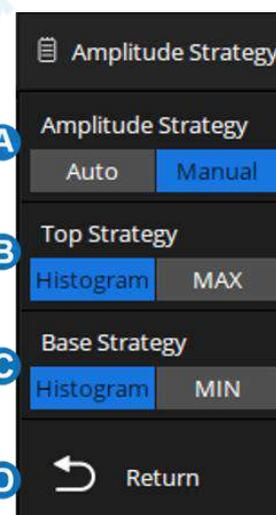 Amplitude Strategy
A
Amplitude Strategy
Auto Manual
B
Top Strategy
Histogram MAX
C
Base Strategy
Histogram MIN
D
Return